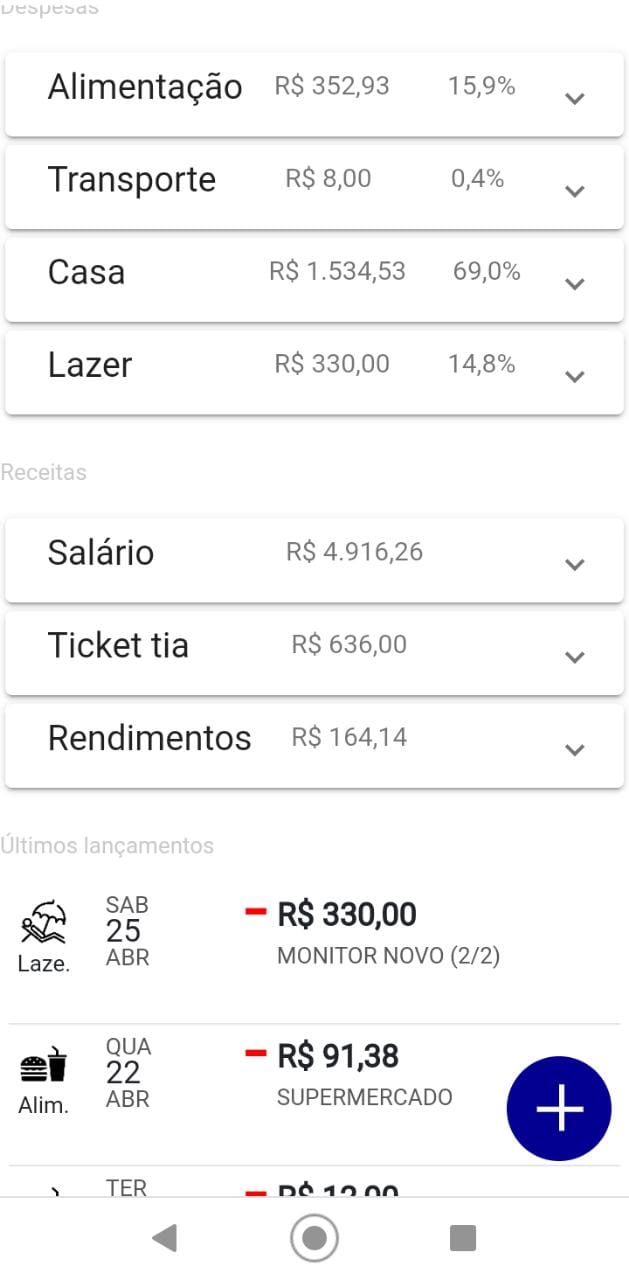 Despesas
Alimentação R$ 352,93 15,9%
Transporte R$ 8,00 0,4%
Casa R$ 1.534,53 69,0%
Lazer R$ 330,00 14,8%
Receitas
Salário R$ 4.916,26
Ticket tia R$ 636,00
Rendimentos R$ 164,14
Últimos lançamentos
SAB
25
ABR
Laze.
R$ 330,00
MONITOR NOVO (2/2)
QUA
22
ABR
Alim.
R$ 91,38
SUPERMERCADO
TER
R$ 12,00